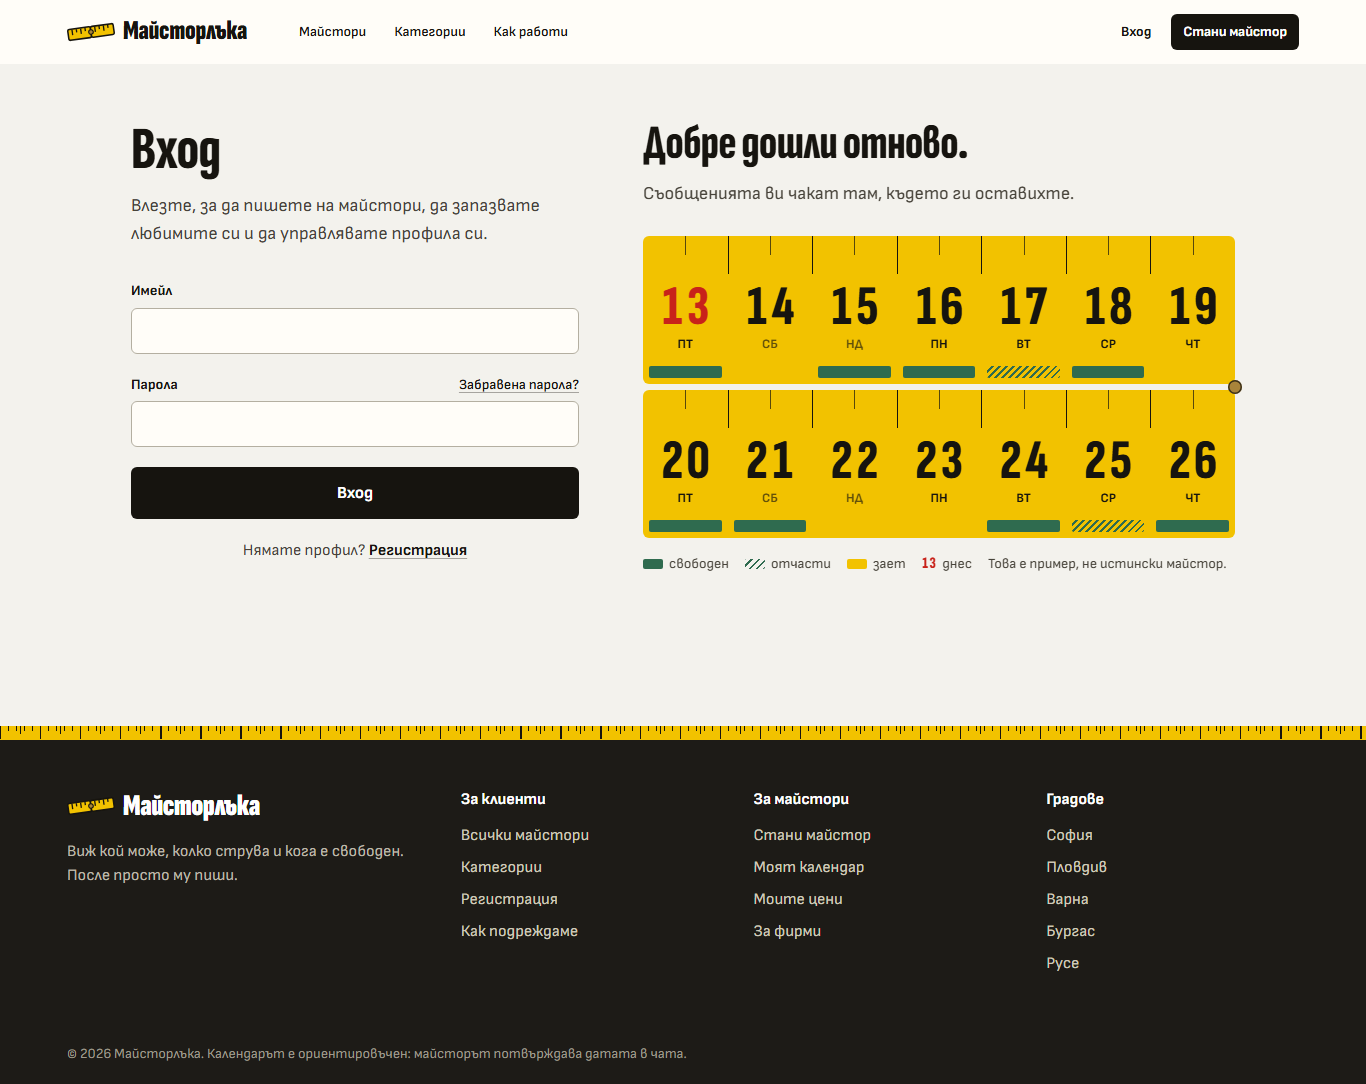 Майсторлъка
Майстори
Категории
Как работи
Вход
Стани майстор
Вход
Влезте, за да пишете на майстори, да запазвате
любимите си и да управлявате профила си.
Имейл
Парола
Забравена парола?
Вход
Нямате профил? Регистрация
Добре дошли отново.
Съобщенията ви чакат там, където ги оставихте.
13 14 15 16 17 18 19
ПТ СБ НД ПН ВТ СР ЧТ
20 21 22 23 24 25 26
ПТ СБ НД ПН ВТ СР ЧТ
свободен отчасти зает 13 днес Това е пример, не истински майстор.
Майсторлъка
Виж кой може, колко струва и кога е свободен.
После просто му пиши.
За клиенти
Всички майстори
Категории
Регистрация
Как подреждаме
За майстори
Стани майстор
Моят календар
Моите цени
За фирми
Градове
София
Пловдив
Варна
Бургас
Русе
© 2026 Майсторлъка. Календарът е ориентировъчен: майсторът потвърждава датата в чата.